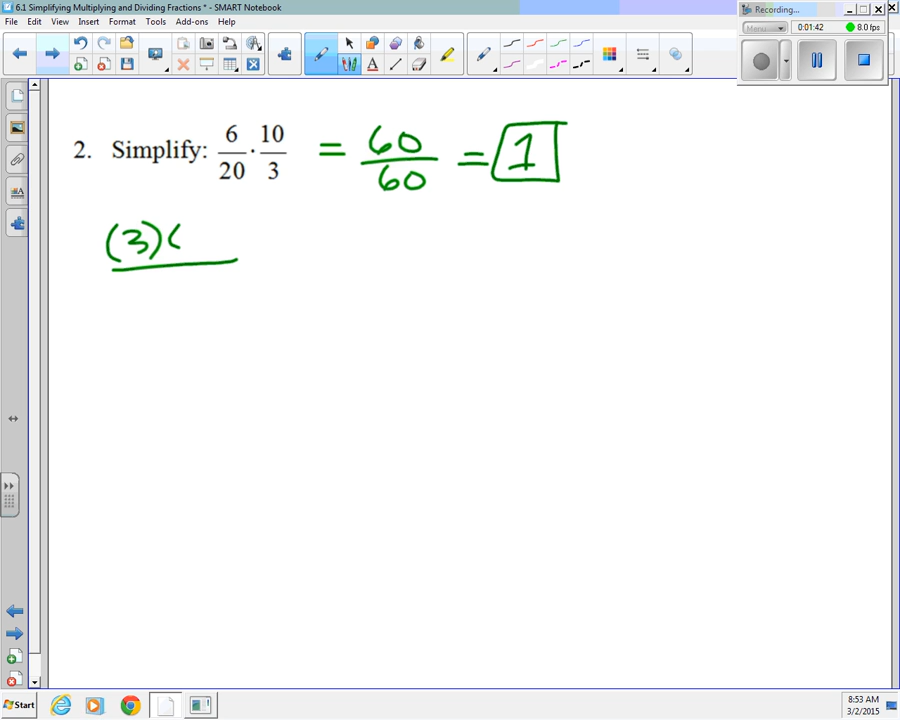 6.1 Simplifying Multiplying and Dividing Fractions * - SMART Notebook
Recording...
Menu
0:01:42
8.0 fps
File Edit View Insert Format Tools Add-ons Help
2. Simplify: 6/20 · 10/3 = 60/60 = 1
(3)(
Start
8:53 AM
3/2/2015